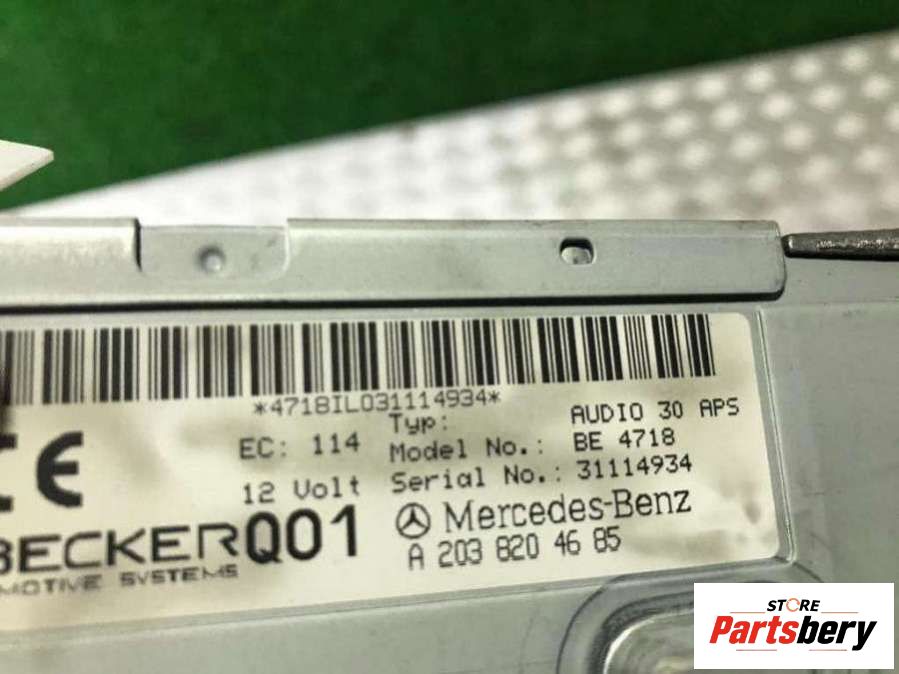 *4718IL031114934*
EC: 114
Typ: AUDIO 30 APS
Model No.: BE 4718
12 Volt
Serial No.: 31114934
CE
BECKER Q01
Mercedes-Benz
SYSTEMS
A 203 820 46 85
STORE
Partsbery